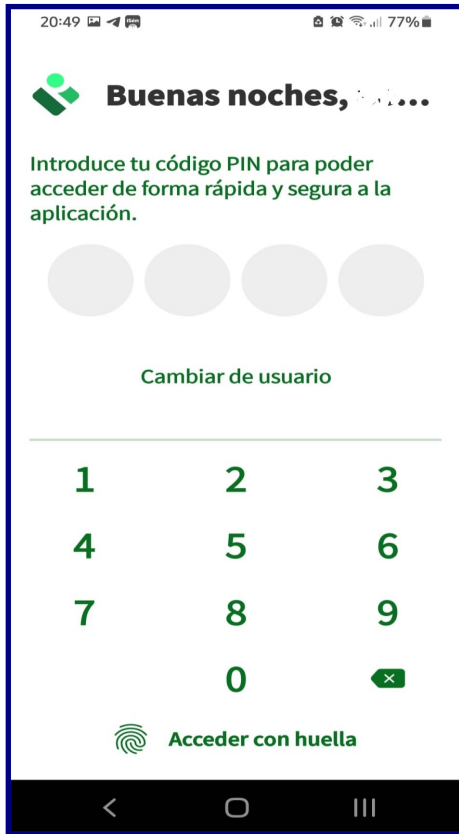 20:49 77%
Buenas noches, ...
Introduce tu código PIN para poder
acceder de forma rápida y segura a la
aplicación.
Cambiar de usuario
1 2 3
4 5 6
7 8 9
0
Acceder con huella